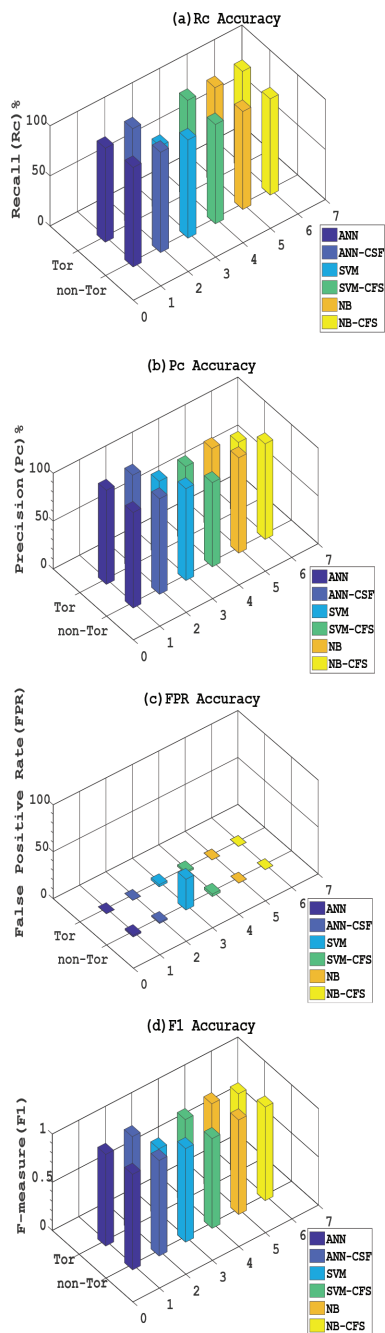 (a)Rc Accuracy
Recall(Rc)%
100
50
0
Tor
non-Tor
0
1
2
3
4
5
6
7
ANN
ANN-CSF
SVM
SVM-CFS
NB
NB-CFS
(b)Pc Accuracy
Precision(Pc)%
100
50
0
Tor
non-Tor
0
1
2
3
4
5
6
7
ANN
ANN-CSF
SVM
SVM-CFS
NB
NB-CFS
(c)FPR Accuracy
False Positive Rate(FPR)
100
50
0
Tor
non-Tor
0
1
2
3
4
5
6
7
ANN
ANN-CSF
SVM
SVM-CFS
NB
NB-CFS
(d)F1 Accuracy
F-measure(F1)
1
0.5
0
Tor
non-Tor
0
1
2
3
4
5
6
7
ANN
ANN-CSF
SVM
SVM-CFS
NB
NB-CFS